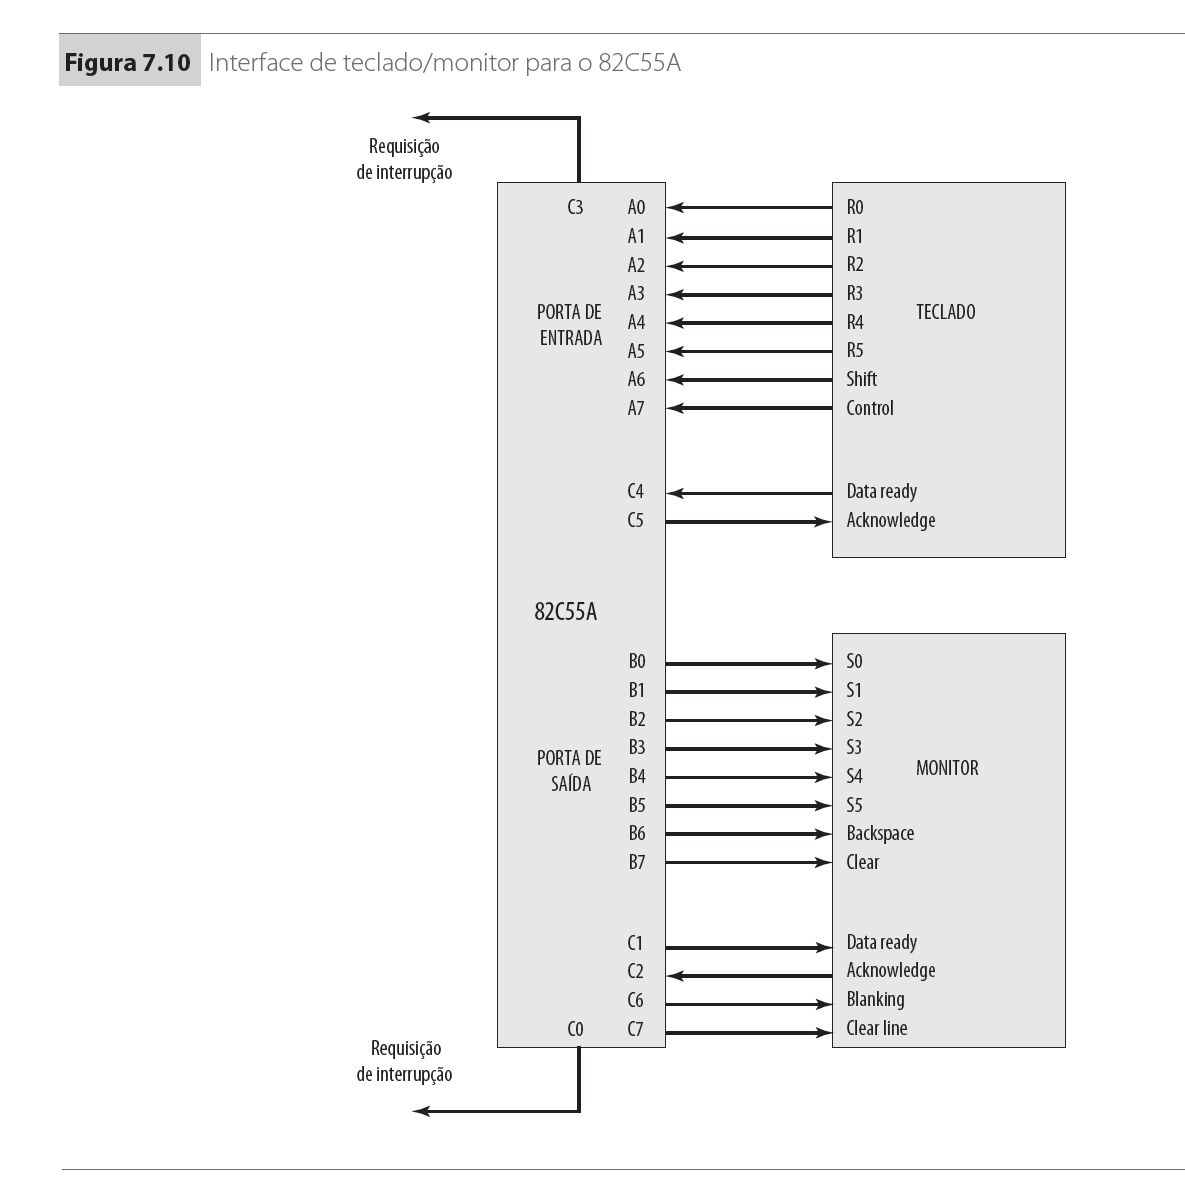 Figura 7.10 Interface de teclado/monitor para o 82C55A
Requisição
de interrupção
C3 A0 R0
A1 R1
A2 R2
A3 R3
PORTA DE
ENTRADA
TECLADO
A4 R4
A5 R5
A6 Shift
A7 Control
C4 Data ready
C5 Acknowledge
82C55A
B0 S0
B1 S1
B2 S2
B3 S3
PORTA DE
SAÍDA
MONITOR
B4 S4
B5 S5
B6 Backspace
B7 Clear
C1 Data ready
C2 Acknowledge
C6 Blanking
C0 C7 Clear line
Requisição
de interrupção